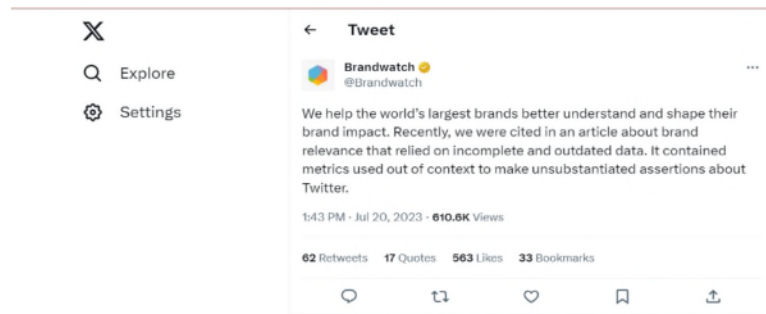 Tweet
Explore
Settings
Brandwatch
@Brandwatch
We help the world's largest brands better understand and shape their
brand impact. Recently, we were cited in an article about brand
relevance that relied on incomplete and outdated data. It contained
metrics used out of context to make unsubstantiated assertions about
Twitter.
1:43 PM · Jul 20, 2023 · 610.6K Views
62 Retweets 17 Quotes 563 Likes 33 Bookmarks